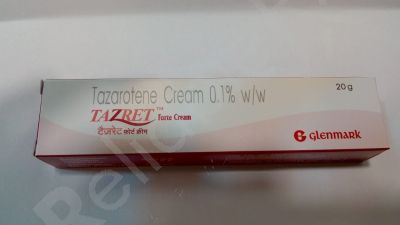 Tazarotene Cream 0.1% w/w
20 g
TAZRET™ Forte Cream
टैज़रेट फ़ोर्ट क्रीम
G glenmark